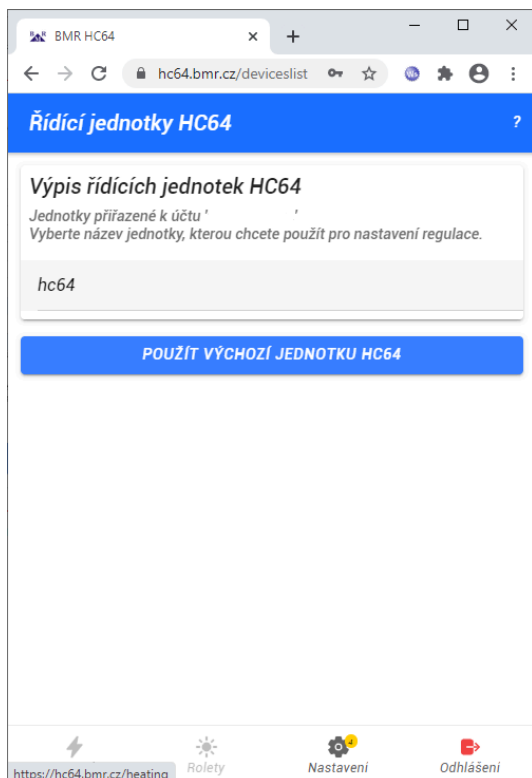 BMR HC64
hc64.bmr.cz/deviceslist
Řídící jednotky HC64 ?
Výpis řídících jednotek HC64
Jednotky přiřazené k účtu ' '
Vyberte název jednotky, kterou chcete použít pro nastavení regulace.
hc64
POUŽÍT VÝCHOZÍ JEDNOTKU HC64
Rolety Nastavení Odhlášení
https://hc64.bmr.cz/heating